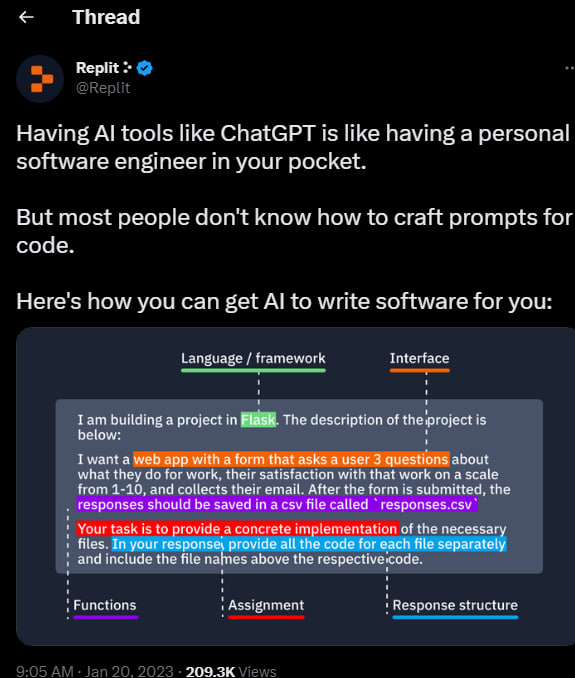 Thread
Replit
@Replit
Having AI tools like ChatGPT is like having a personal
software engineer in your pocket.
But most people don't know how to craft prompts for
code.
Here's how you can get AI to write software for you:
Language / framework Interface
I am building a project in Flask. The description of the project is
below:
I want a web app with a form that asks a user 3 questions about
what they do for work, their satisfaction with that work on a scale
from 1-10, and collects their email. After the form is submitted, the
responses should be saved in a csv file called `responses.csv`
Your task is to provide a concrete implementation of the necessary
files. In your response, provide all the code for each file separately
and include the file names above the respective code.
Functions Assignment Response structure
9:05 AM · Jan 20, 2023 · 209.3K Views